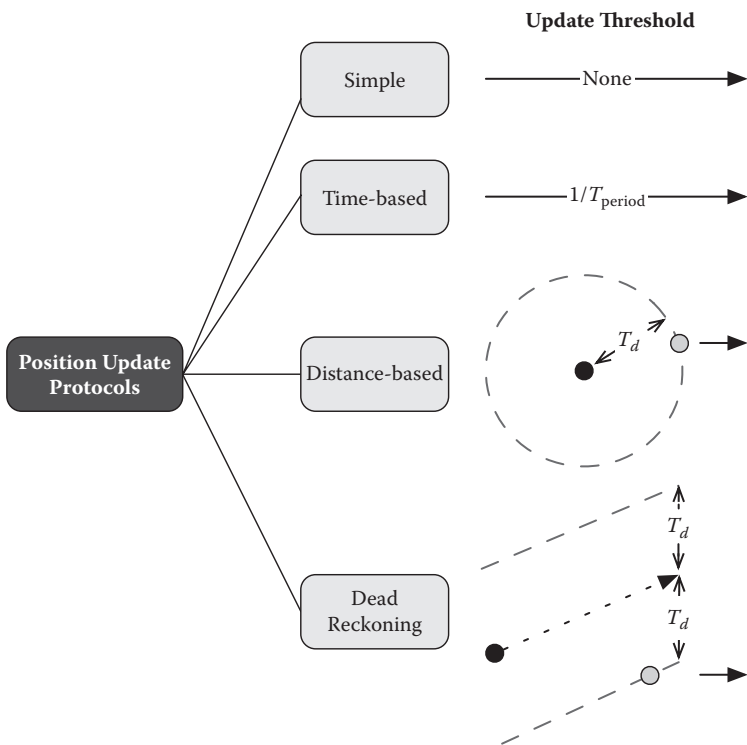 Update Threshold
Simple
None
Time-based
1/T_period
Position Update
Protocols
Distance-based
T_d
Dead
Reckoning
T_d
T_d